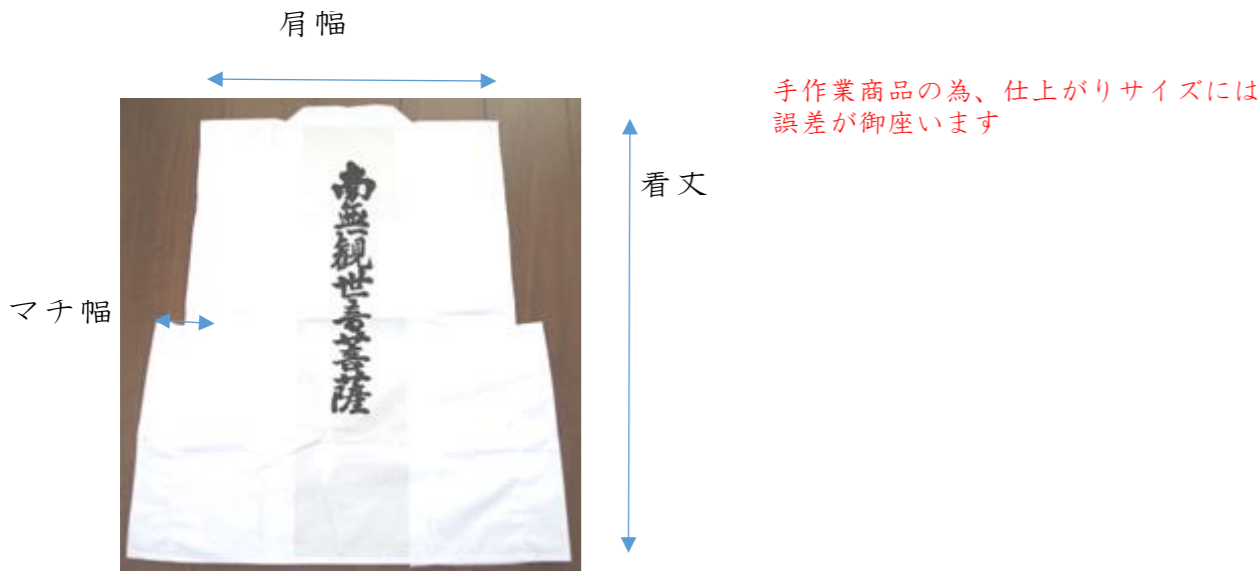 肩幅
手作業商品の為、仕上がりサイズには
誤差が御座います
看丈
南無観世音菩薩
マチ幅